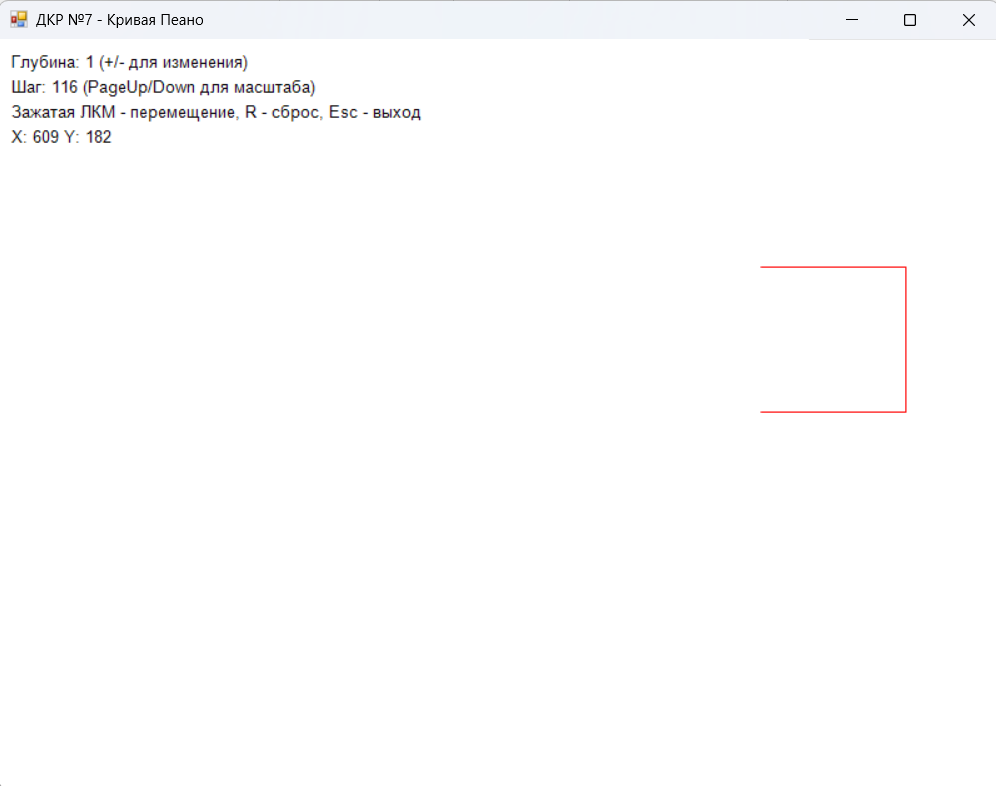 ДКР №7 - Кривая Пеано
Глубина: 1 (+/- для изменения)
Шаг: 116 (PageUp/Down для масштаба)
Зажатая ЛКМ - перемещение, R - сброс, Esc - выход
X: 609 Y: 182